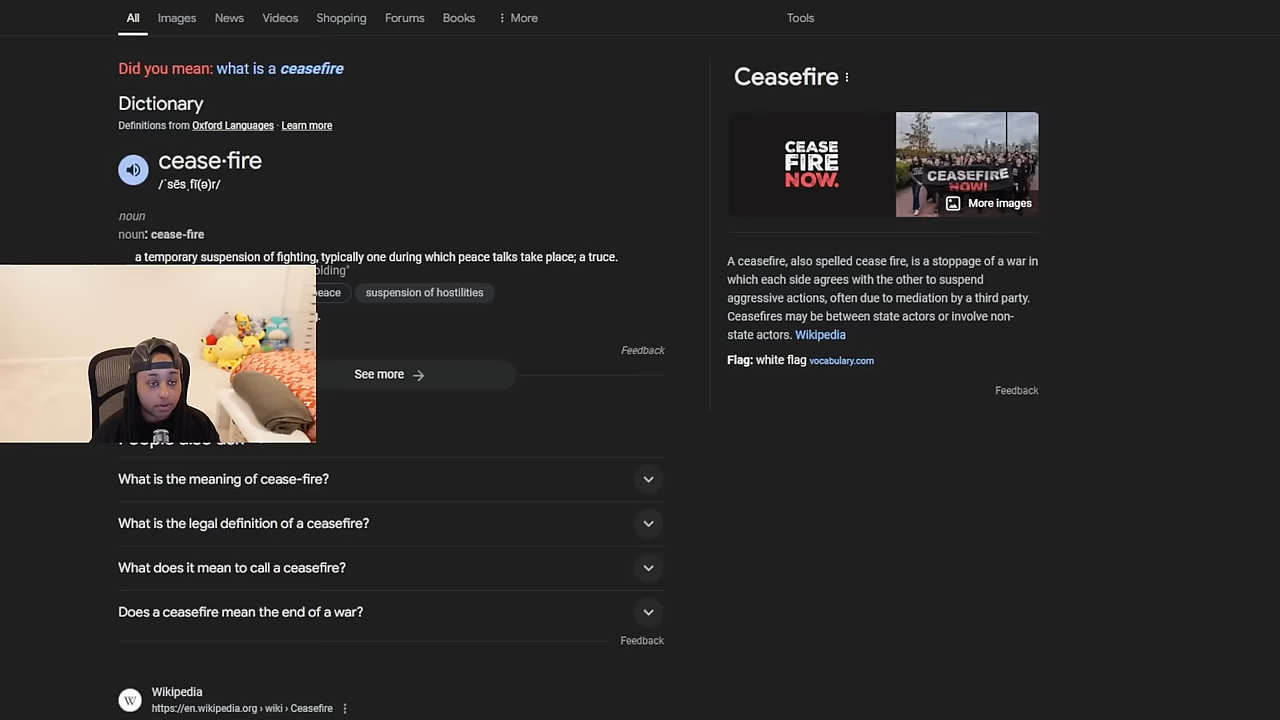 All Images News Videos Shopping Forums Books More Tools
Did you mean: what is a ceasefire
Dictionary
Definitions from Oxford Languages · Learn more
cease·fire
/ˈsēsˌfī(ə)r/
noun
noun: cease-fire
a temporary suspension of fighting, typically one during which peace talks take place; a truce.
suspension of hostilities
Feedback
See more
What is the meaning of cease-fire?
What is the legal definition of a ceasefire?
What does it mean to call a ceasefire?
Does a ceasefire mean the end of a war?
Feedback
W
Wikipedia
https://en.wikipedia.org › wiki › Ceasefire
Ceasefire
CEASE
FIRE
NOW.
CEASEFIRE
NOW!
More images
A ceasefire, also spelled cease fire, is a stoppage of a war in
which each side agrees with the other to suspend
aggressive actions, often due to mediation by a third party.
Ceasefires may be between state actors or involve non-
state actors. Wikipedia
Flag: white flag vocabulary.com
Feedback